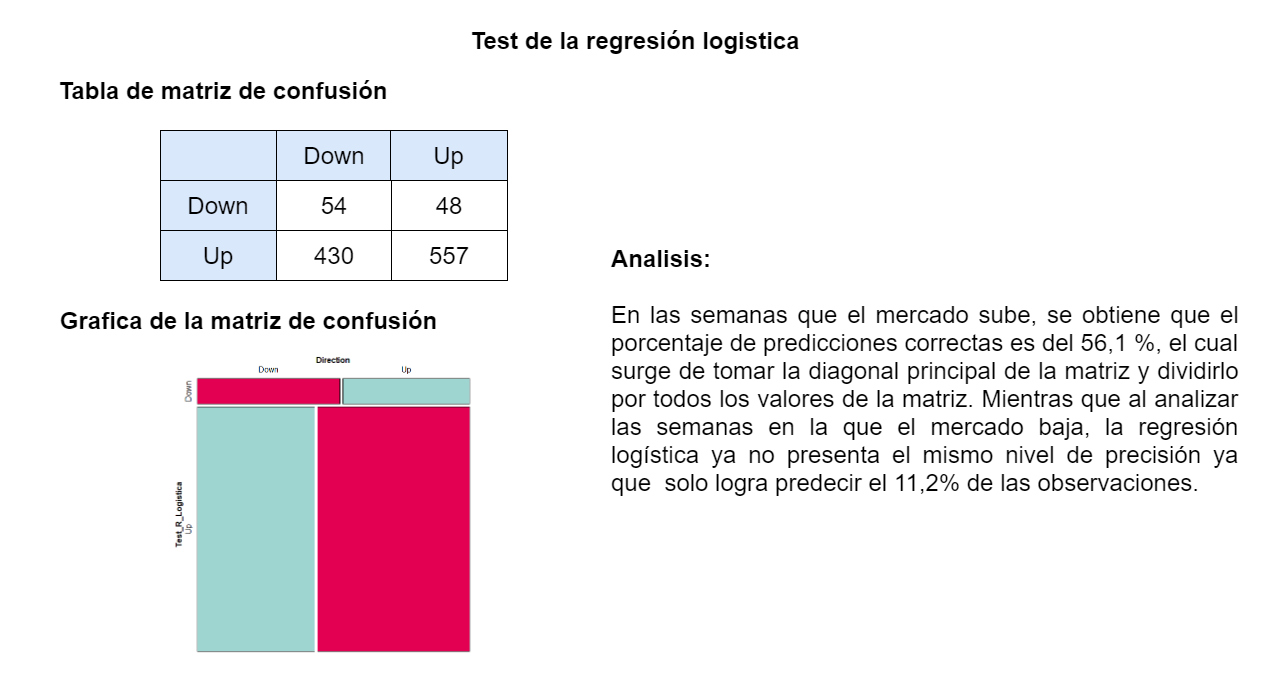 Test de la regresión logistica
Tabla de matriz de confusión
Down Up
Down 54 48
Up 430 557
Grafica de la matriz de confusión
Direction
Down Up
Down
Up
Test_R_Logistica
Analisis:
En las semanas que el mercado sube, se obtiene que el
porcentaje de predicciones correctas es del 56,1 %, el cual
surge de tomar la diagonal principal de la matriz y dividirlo
por todos los valores de la matriz. Mientras que al analizar
las semanas en la que el mercado baja, la regresión
logística ya no presenta el mismo nivel de precisión ya
que solo logra predecir el 11,2% de las observaciones.